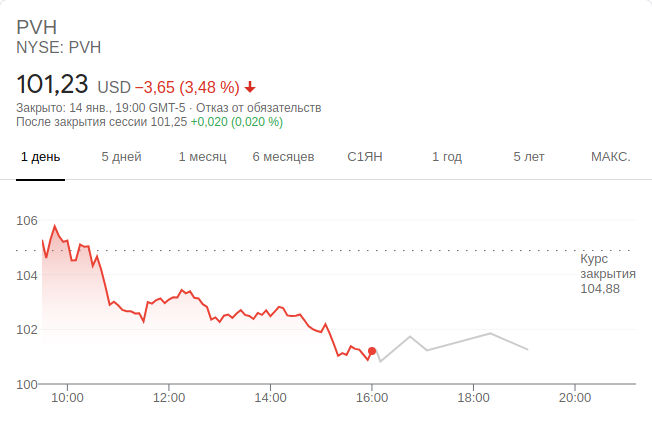 PVH
NYSE: PVH
101,23 USD −3,65 (3,48 %)
Закрыто: 14 янв., 19:00 GMT-5 · Отказ от обязательств
После закрытия сессии 101,25 +0,020 (0,020 %)
1 день 5 дней 1 месяц 6 месяцев С1ЯН 1 год 5 лет МАКС.
106
104
102
100
Курс
закрытия
104,88
10:00 12:00 14:00 16:00 18:00 20:00